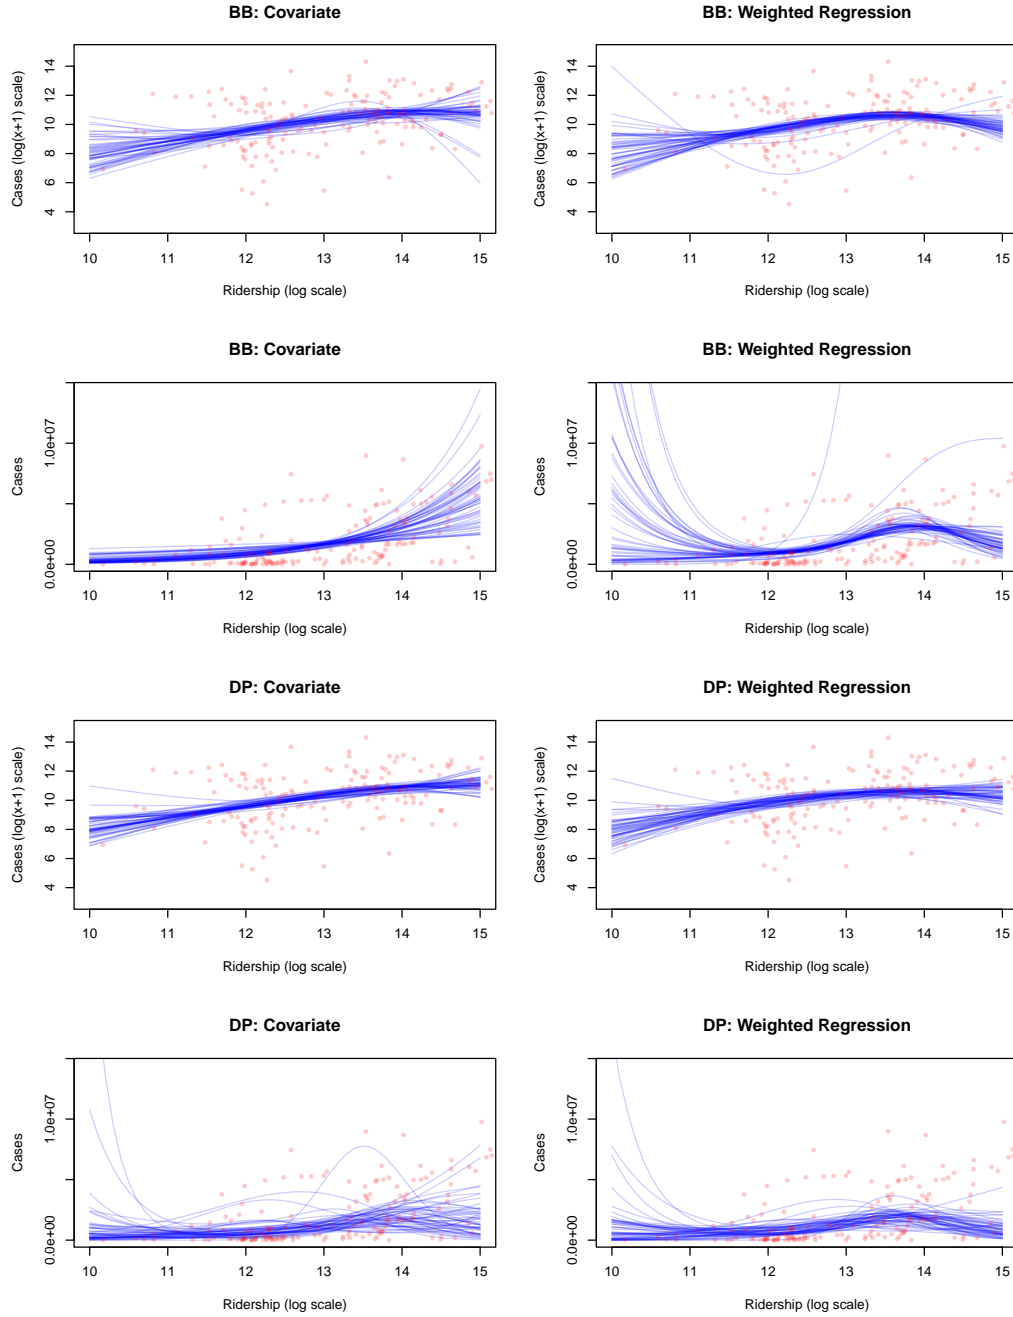 BB: Covariate
BB: Weighted Regression
Cases (log(x+1) scale)
4 6 8 10 12 14
10 11 12 13 14 15
Ridership (log scale)
Cases (log(x+1) scale)
4 6 8 10 12 14
10 11 12 13 14 15
Ridership (log scale)
BB: Covariate
BB: Weighted Regression
Cases
0.0e+00 1.0e+07
10 11 12 13 14 15
Ridership (log scale)
Cases
0.0e+00 1.0e+07
10 11 12 13 14 15
Ridership (log scale)
DP: Covariate
DP: Weighted Regression
Cases (log(x+1) scale)
4 6 8 10 12 14
10 11 12 13 14 15
Ridership (log scale)
Cases (log(x+1) scale)
4 6 8 10 12 14
10 11 12 13 14 15
Ridership (log scale)
DP: Covariate
DP: Weighted Regression
Cases
0.0e+00 1.0e+07
10 11 12 13 14 15
Ridership (log scale)
Cases
0.0e+00 1.0e+07
10 11 12 13 14 15
Ridership (log scale)